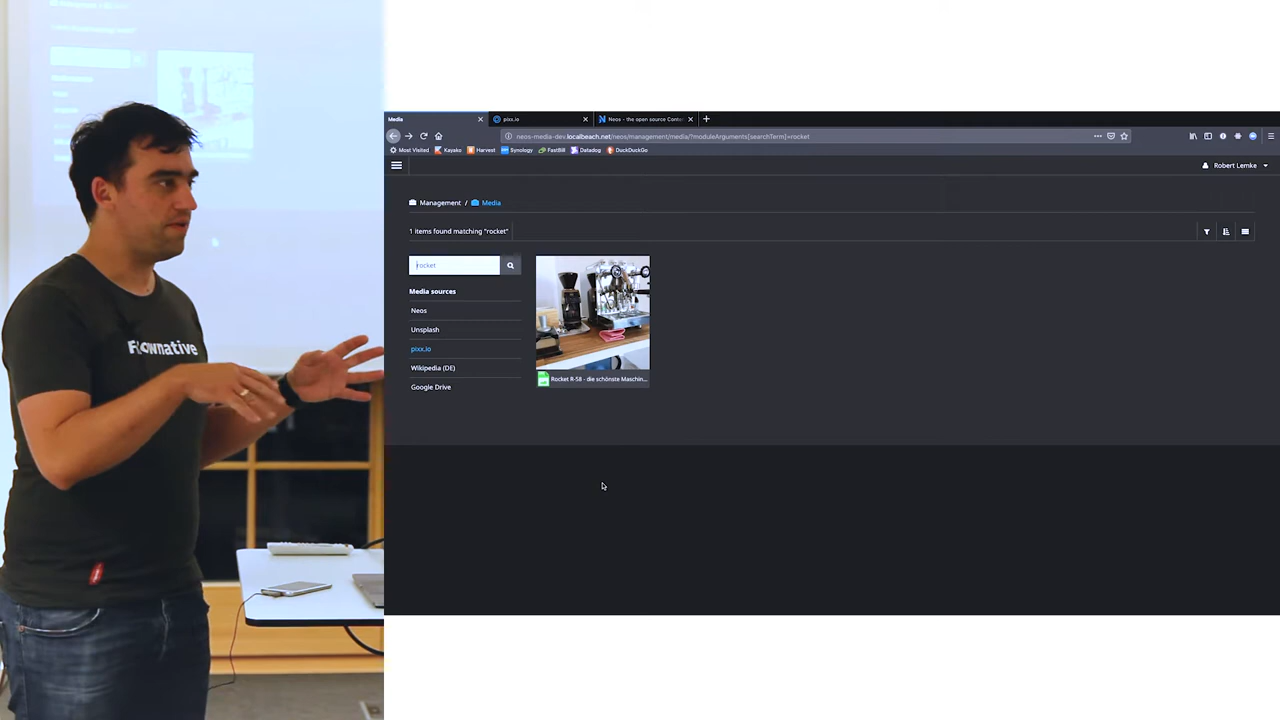 Flownative
Media
pixx.io
Neos - the open source Conten
neos-media-dev.localbeach.net/neos/management/media/?moduleArguments[searchTerm]=rocket
Most Visited Kayako Harvest Synology FastBill Datadog DuckDuckGo
Robert Lemke
Management / Media
1 items found matching "rocket"
rocket
Media sources
Neos
Unsplash
pixx.io
Wikipedia (DE)
Google Drive
Rocket R-58 - die schönste Maschin...